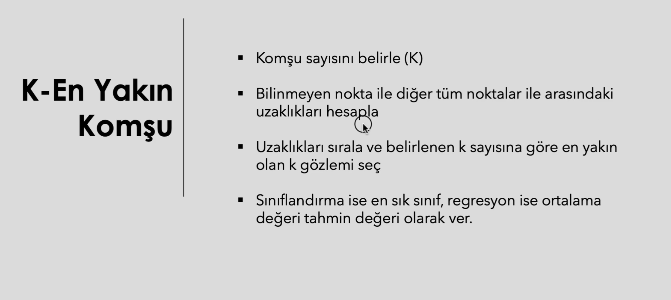 K-En Yakın
Komşu
▪ Komşu sayısını belirle (K)
▪ Bilinmeyen nokta ile diğer tüm noktalar ile arasındaki
uzaklıkları hesapla
▪ Uzaklıkları sırala ve belirlenen k sayısına göre en yakın
olan k gözlemi seç
▪ Sınıflandırma ise en sık sınıf, regresyon ise ortalama
değeri tahmin değeri olarak ver.